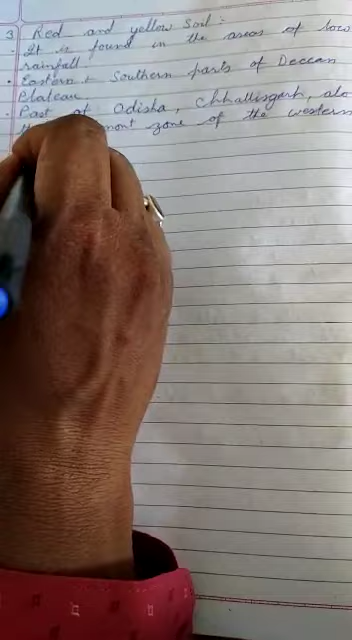 3 Red and yellow Soil :
· It is found in the areas of low
rainfall.
· Eastern + Southern parts of Deccan
Plateau
· Part of Odisha, Chhattisgarh, alo
mont zone of the western